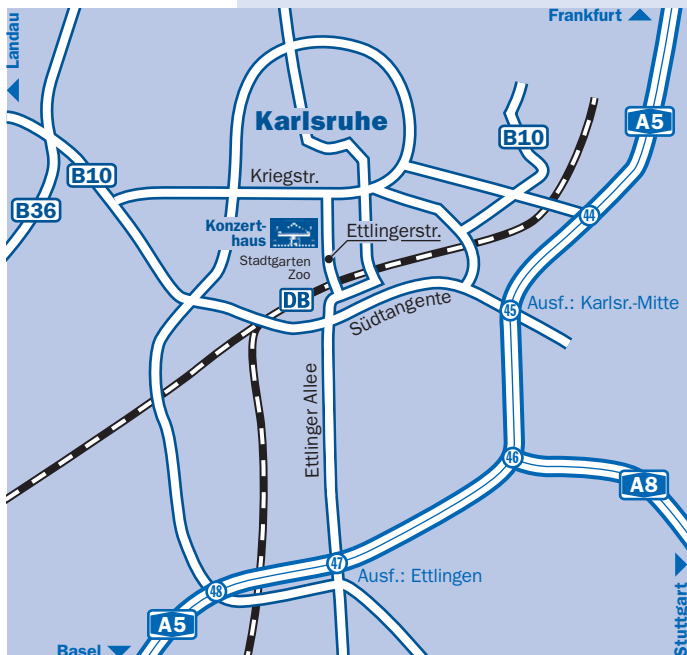 Frankfurt
Landau
A5
Karlsruhe
B10
B10
Kriegstr.
B36
44
Konzert-
haus
Ettlingerstr.
Stadtgarten
Zoo
DB
Südtangente
45
Ausf.: Karlsr.-Mitte
Ettlinger Allee
46
A8
47
Ausf.: Ettlingen
48
A5
Stuttgart
Basel